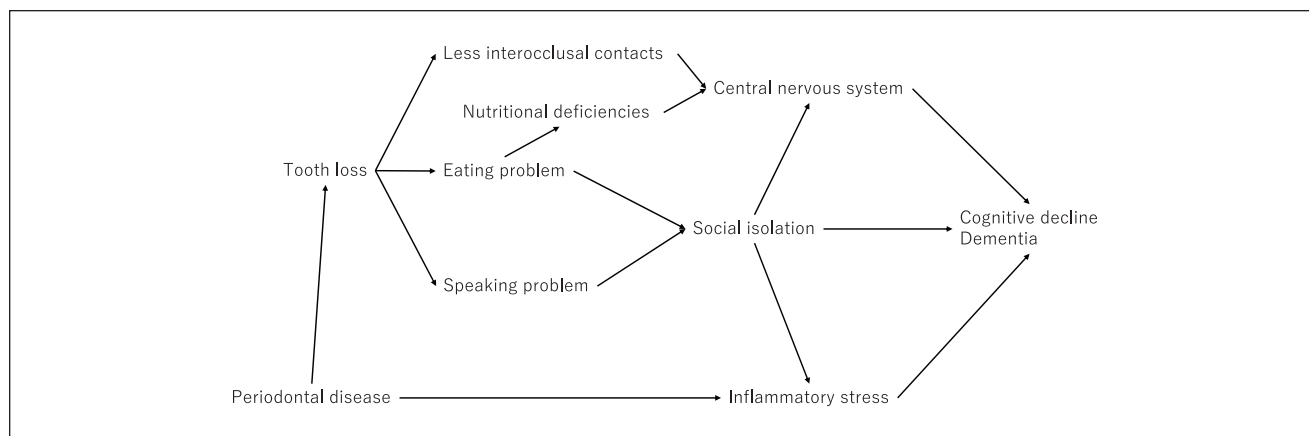 Less interocclusal contacts
Central nervous system
Nutritional deficiencies
Tooth loss
Eating problem
Social isolation
Cognitive decline
Dementia
Speaking problem
Periodontal disease
Inflammatory stress